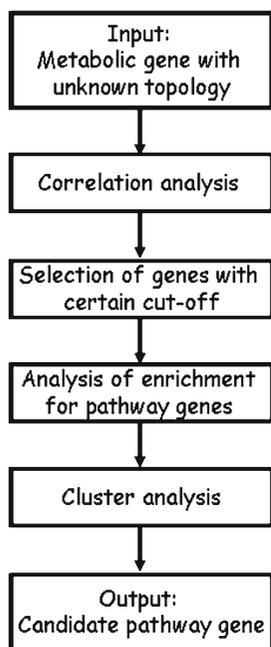 Input:
Metabolic gene with
unknown topology
Correlation analysis
Selection of genes with
certain cut-off
Analysis of enrichment
for pathway genes
Cluster analysis
Output:
Candidate pathway gene